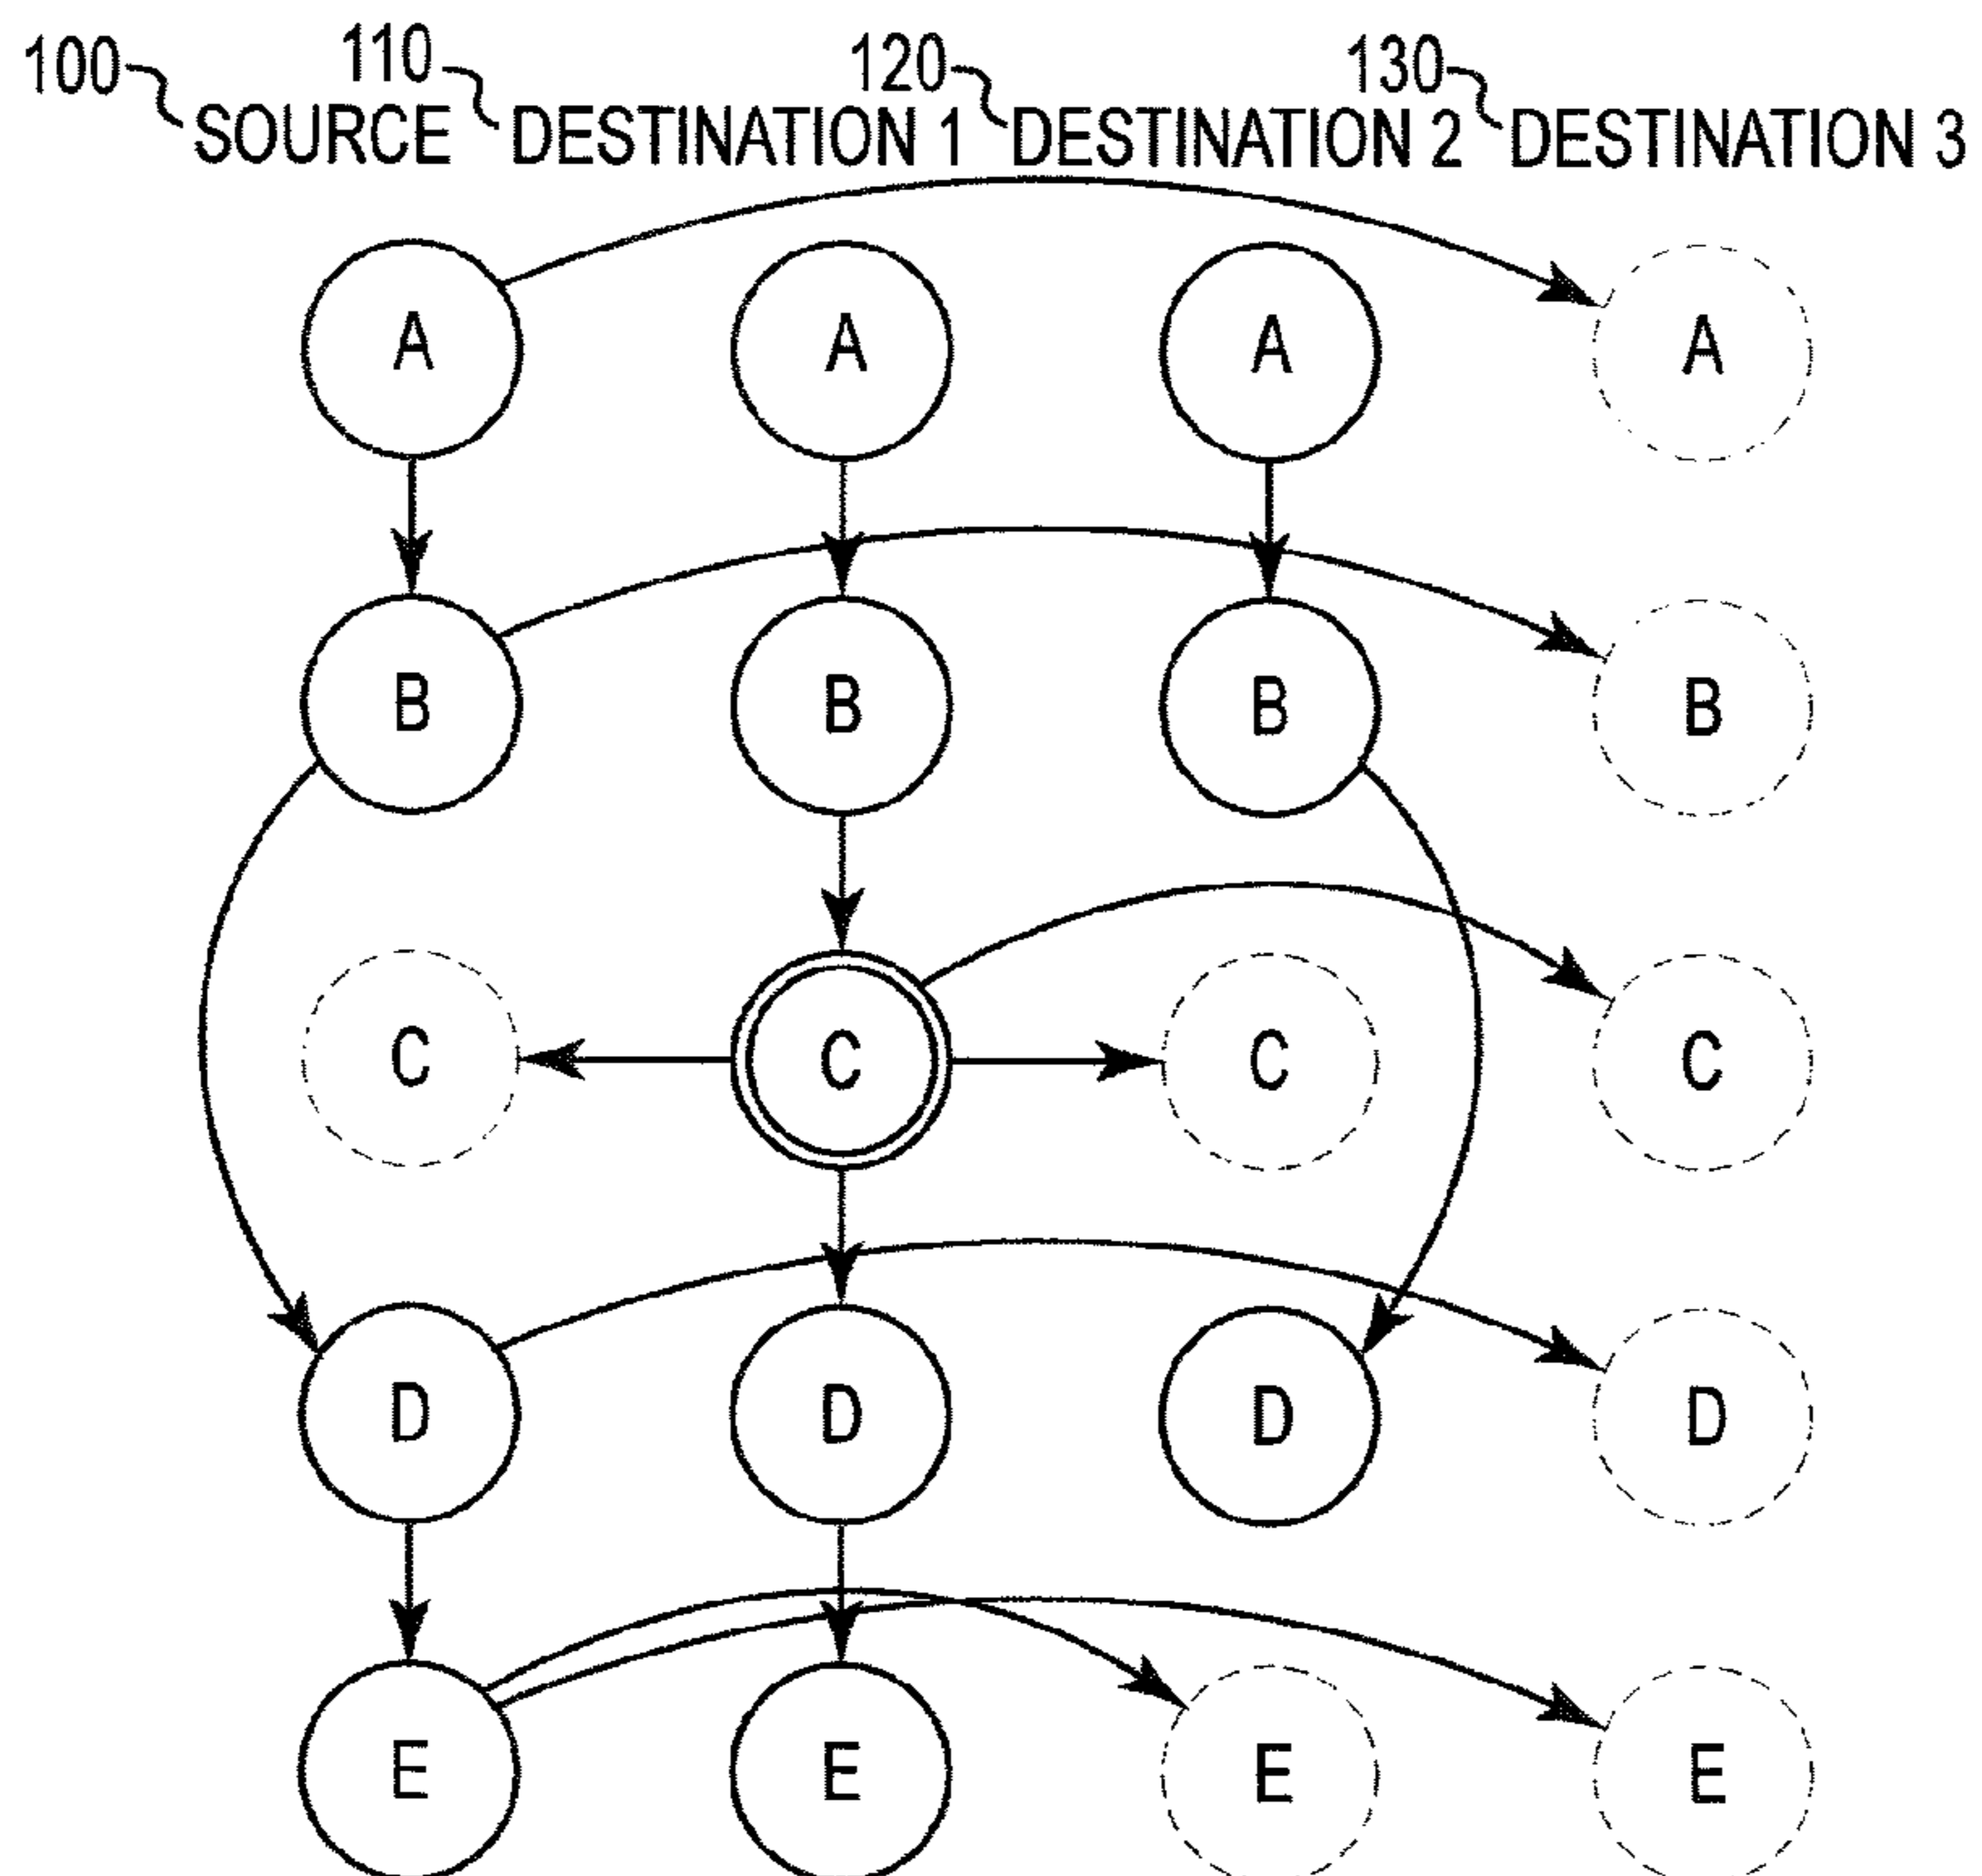 100 110 120 130
SOURCE DESTINATION 1 DESTINATION 2 DESTINATION 3
A A A A
B B B B
C C C C
D D D D
E E E E